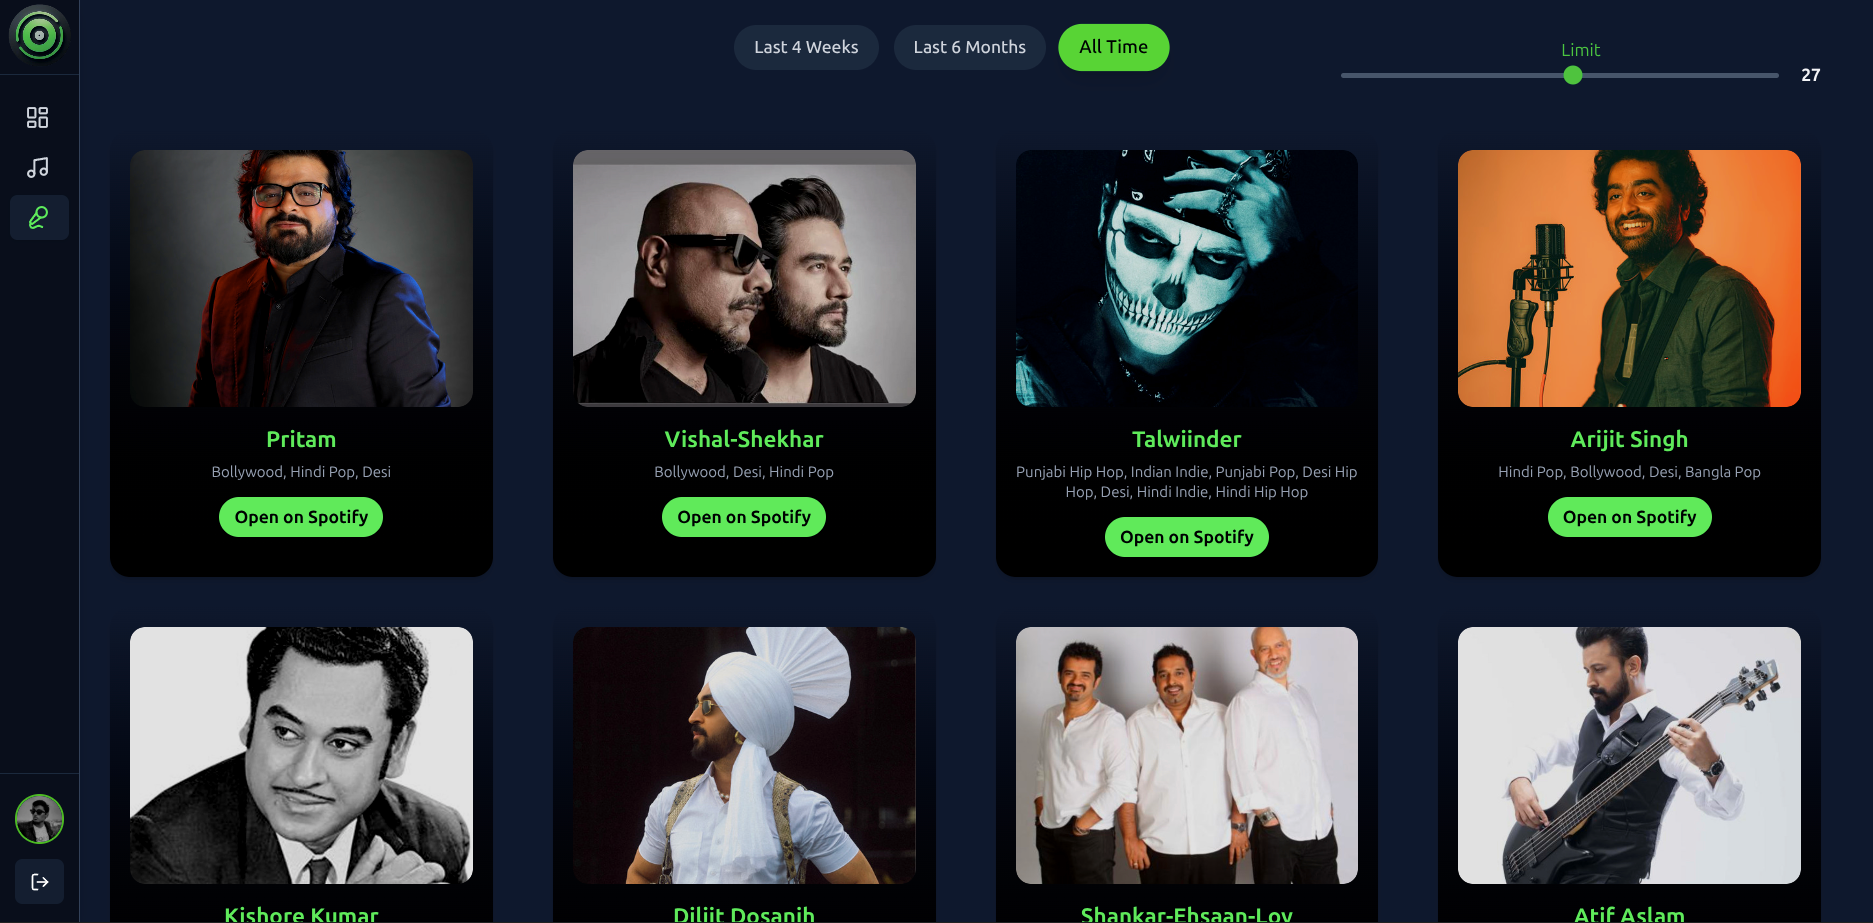 Last 4 Weeks
Last 6 Months
All Time
Limit
27
Pritam
Bollywood, Hindi Pop, Desi
Open on Spotify
Vishal-Shekhar
Bollywood, Desi, Hindi Pop
Open on Spotify
Talwiinder
Punjabi Hip Hop, Indian Indie, Punjabi Pop, Desi Hip
Hop, Desi, Hindi Indie, Hindi Hip Hop
Open on Spotify
Arijit Singh
Hindi Pop, Bollywood, Desi, Bangla Pop
Open on Spotify
Kishore Kumar
Diljit Dosanjh
Shankar-Ehsaan-Loy
Atif Aslam